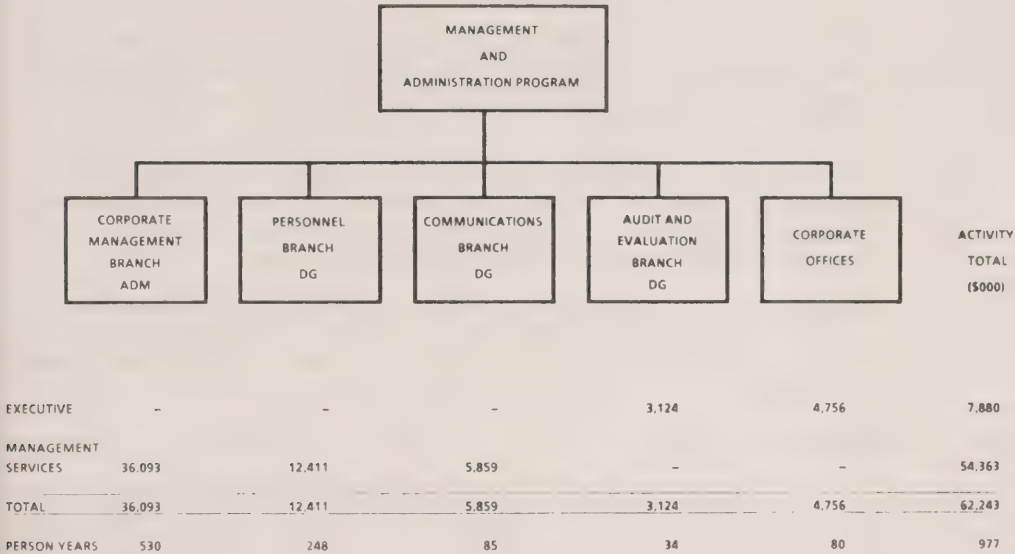 MANAGEMENT
AND
ADMINISTRATION PROGRAM
CORPORATE
MANAGEMENT
BRANCH
ADM
PERSONNEL
BRANCH
DG
COMMUNICATIONS
BRANCH
DG
AUDIT AND
EVALUATION
BRANCH
DG
CORPORATE
OFFICES
ACTIVITY
TOTAL
($000)
EXECUTIVE - - - 3,124 4,756 7,880
MANAGEMENT
SERVICES 36,093 12,411 5,859 - - 54,363
TOTAL 36,093 12,411 5,859 3,124 4,756 62,243
PERSON YEARS 530 248 85 34 80 977